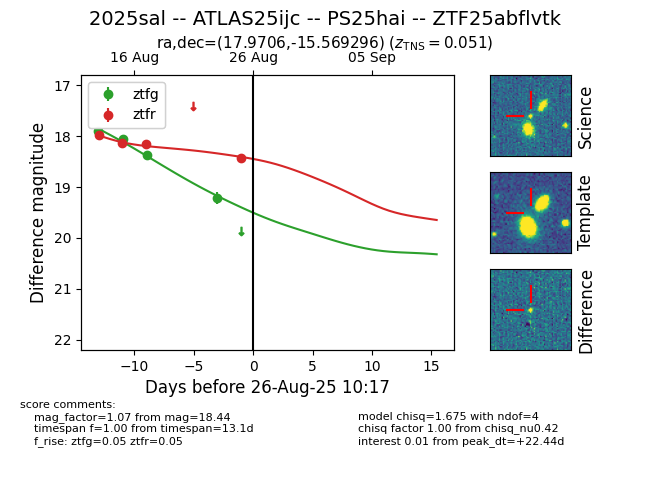 2025sal -- ATLAS25ijc -- PS25hai -- ZTF25abflvtk
ra,dec=(17.9706,-15.569296) (zTNS = 0.051)
16 Aug 26 Aug 05 Sep
ztfg
ztfr
17
18
19
20
21
22
Difference magnitude
−10 −5 0 5 10 15
Days before 26-Aug-25 10:17
Science
Template
Difference
score comments:
mag_factor=1.07 from mag=18.44
timespan f=1.00 from timespan=13.1d
f_rise: ztfg=0.05 ztfr=0.05
model chisq=1.675 with ndof=4
chisq factor 1.00 from chisq_nu0.42
interest 0.01 from peak_dt=+22.44d